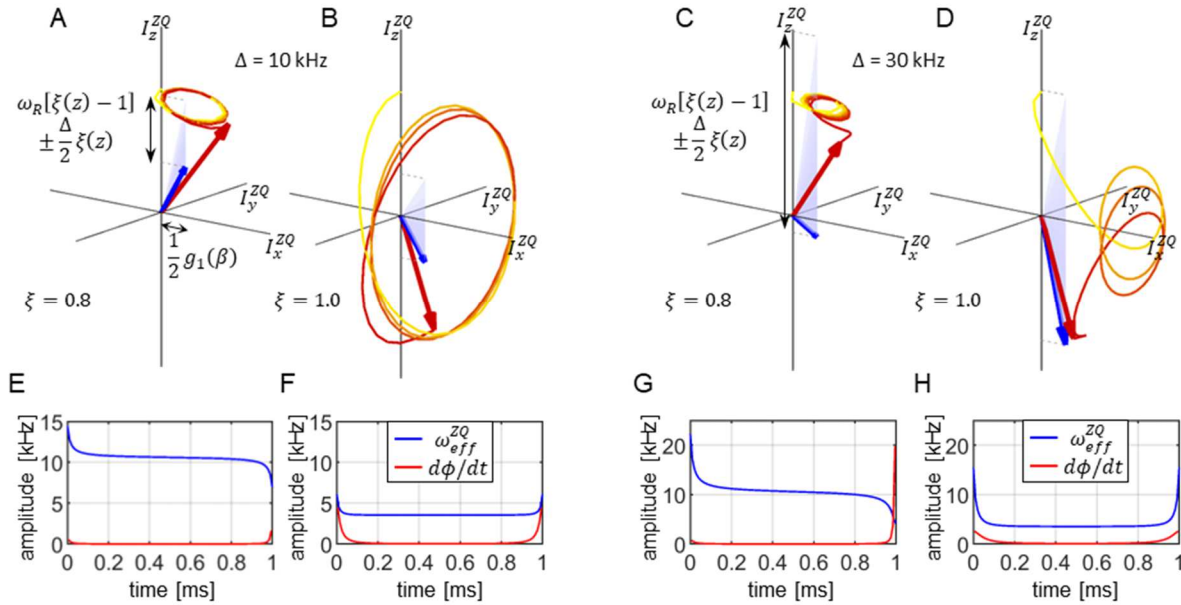 A
B
C
D
I_z^{ZQ}
I_z^{ZQ}
I_z^{ZQ}
I_z^{ZQ}
Δ = 10 kHz
Δ = 30 kHz
ω_R[ξ(z) − 1]
± Δ/2 ξ(z)
ω_R[ξ(z) − 1]
± Δ/2 ξ(z)
I_y^{ZQ}
I_y^{ZQ}
I_y^{ZQ}
I_y^{ZQ}
I_x^{ZQ}
I_x^{ZQ}
I_x^{ZQ}
I_x^{ZQ}
1/2 g_1(β)
ξ = 0.8
ξ = 1.0
ξ = 0.8
ξ = 1.0
E
F
G
H
amplitude [kHz]
15
10
5
0
0 0.2 0.4 0.6 0.8 1
time [ms]
amplitude [kHz]
15
10
5
0
ω_{eff}^{ZQ}
dϕ/dt
0 0.2 0.4 0.6 0.8 1
time [ms]
amplitude [kHz]
20
10
0
0 0.2 0.4 0.6 0.8 1
time [ms]
amplitude [kHz]
20
10
0
ω_{eff}^{ZQ}
dϕ/dt
0 0.2 0.4 0.6 0.8 1
time [ms]